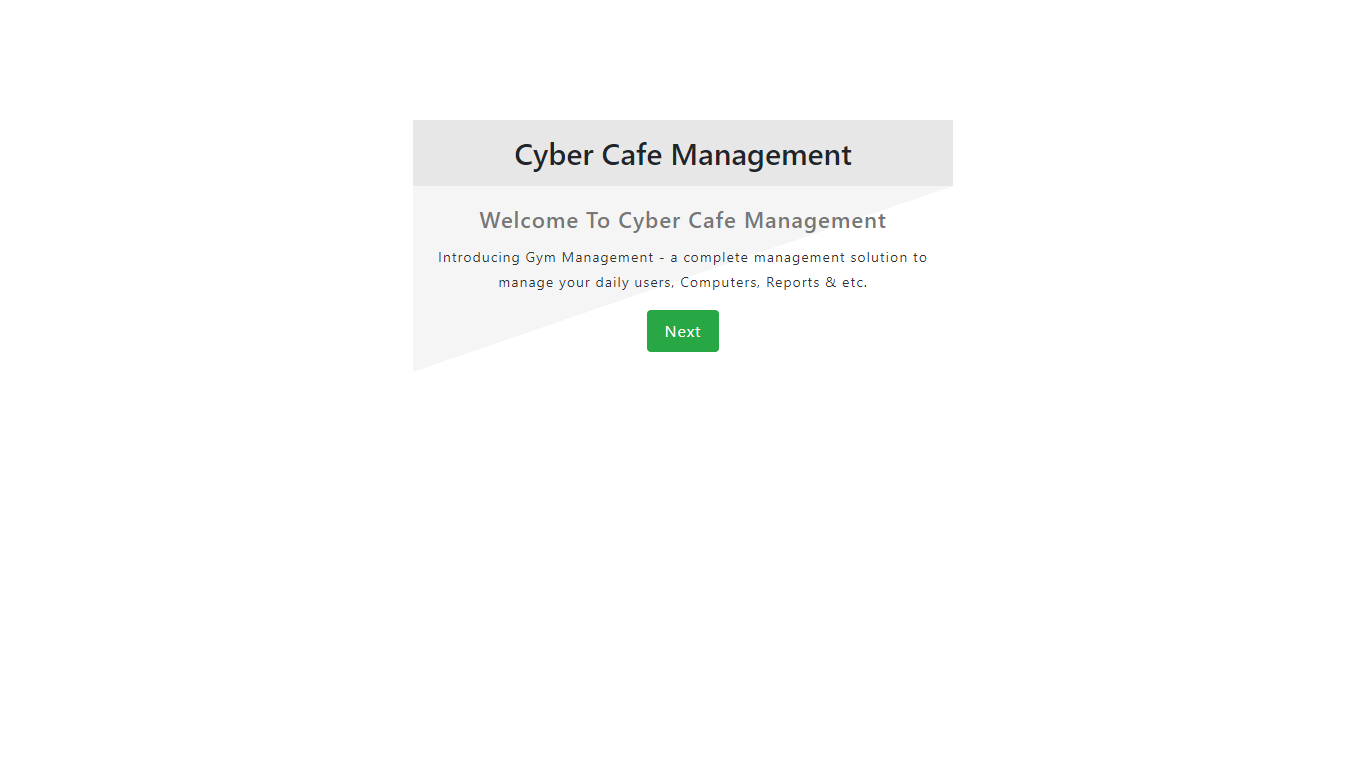 Cyber Cafe Management
Welcome To Cyber Cafe Management
Introducing Gym Management - a complete management solution to
manage your daily users, Computers, Reports & etc.
Next